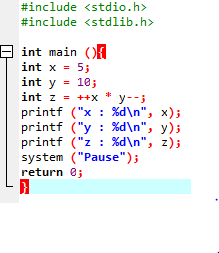 #include <stdio.h>
#include <stdlib.h>
int main (){
int x = 5;
int y = 10;
int z = ++x * y--;
printf ("x : %d\n", x);
printf ("y : %d\n", y);
printf ("z : %d\n", z);
system ("Pause");
return 0;
}